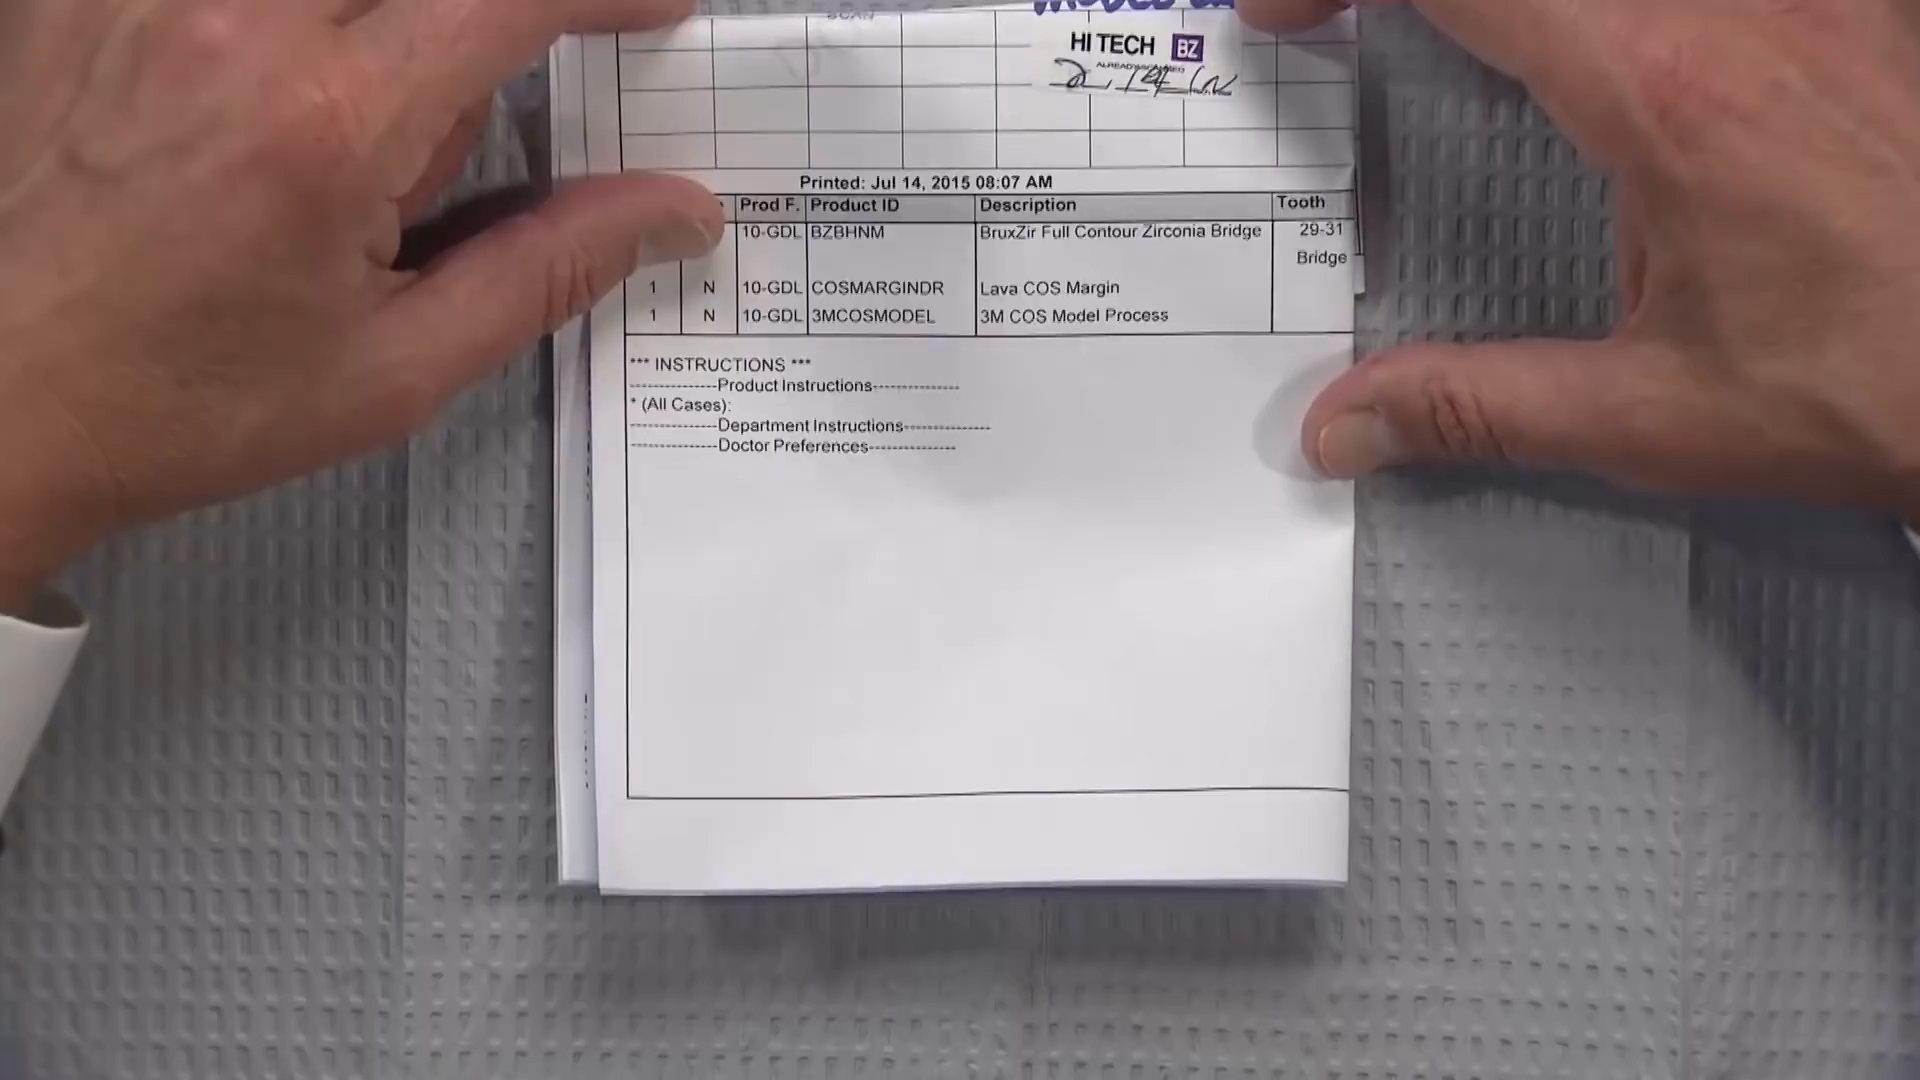 SCAN
HI TECH BZ
Printed: Jul 14, 2015 08:07 AM
Prod F. Product ID Description Tooth
10-GDL BZBHNM BruxZir Full Contour Zirconia Bridge 29-31
Bridge
1 N 10-GDL COSMARGINDR Lava COS Margin
1 N 10-GDL 3MCOSMODEL 3M COS Model Process
*** INSTRUCTIONS ***
--------------Product Instructions--------------
* (All Cases):
--------------Department Instructions--------------
--------------Doctor Preferences--------------